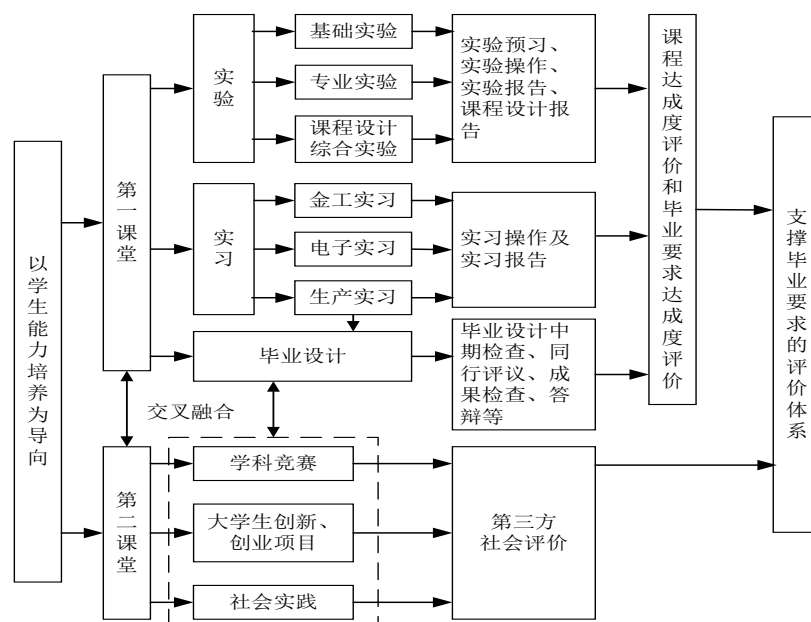 以学生能力培养为导向
第一课堂
实验
基础实验
专业实验
课程设计
综合实验
实验预习、
实验操作、
实验报告、
课程设计报
告
实习
金工实习
电子实习
生产实习
实习操作及
实习报告
毕业设计
毕业设计中
期检查、同
行评议、成
果检查、答
辩等
课程达成度评价和毕业要求达成度评价
交叉融合
第二课堂
学科竞赛
大学生创新、
创业项目
社会实践
第三方
社会评价
支撑毕业要求的评价体系